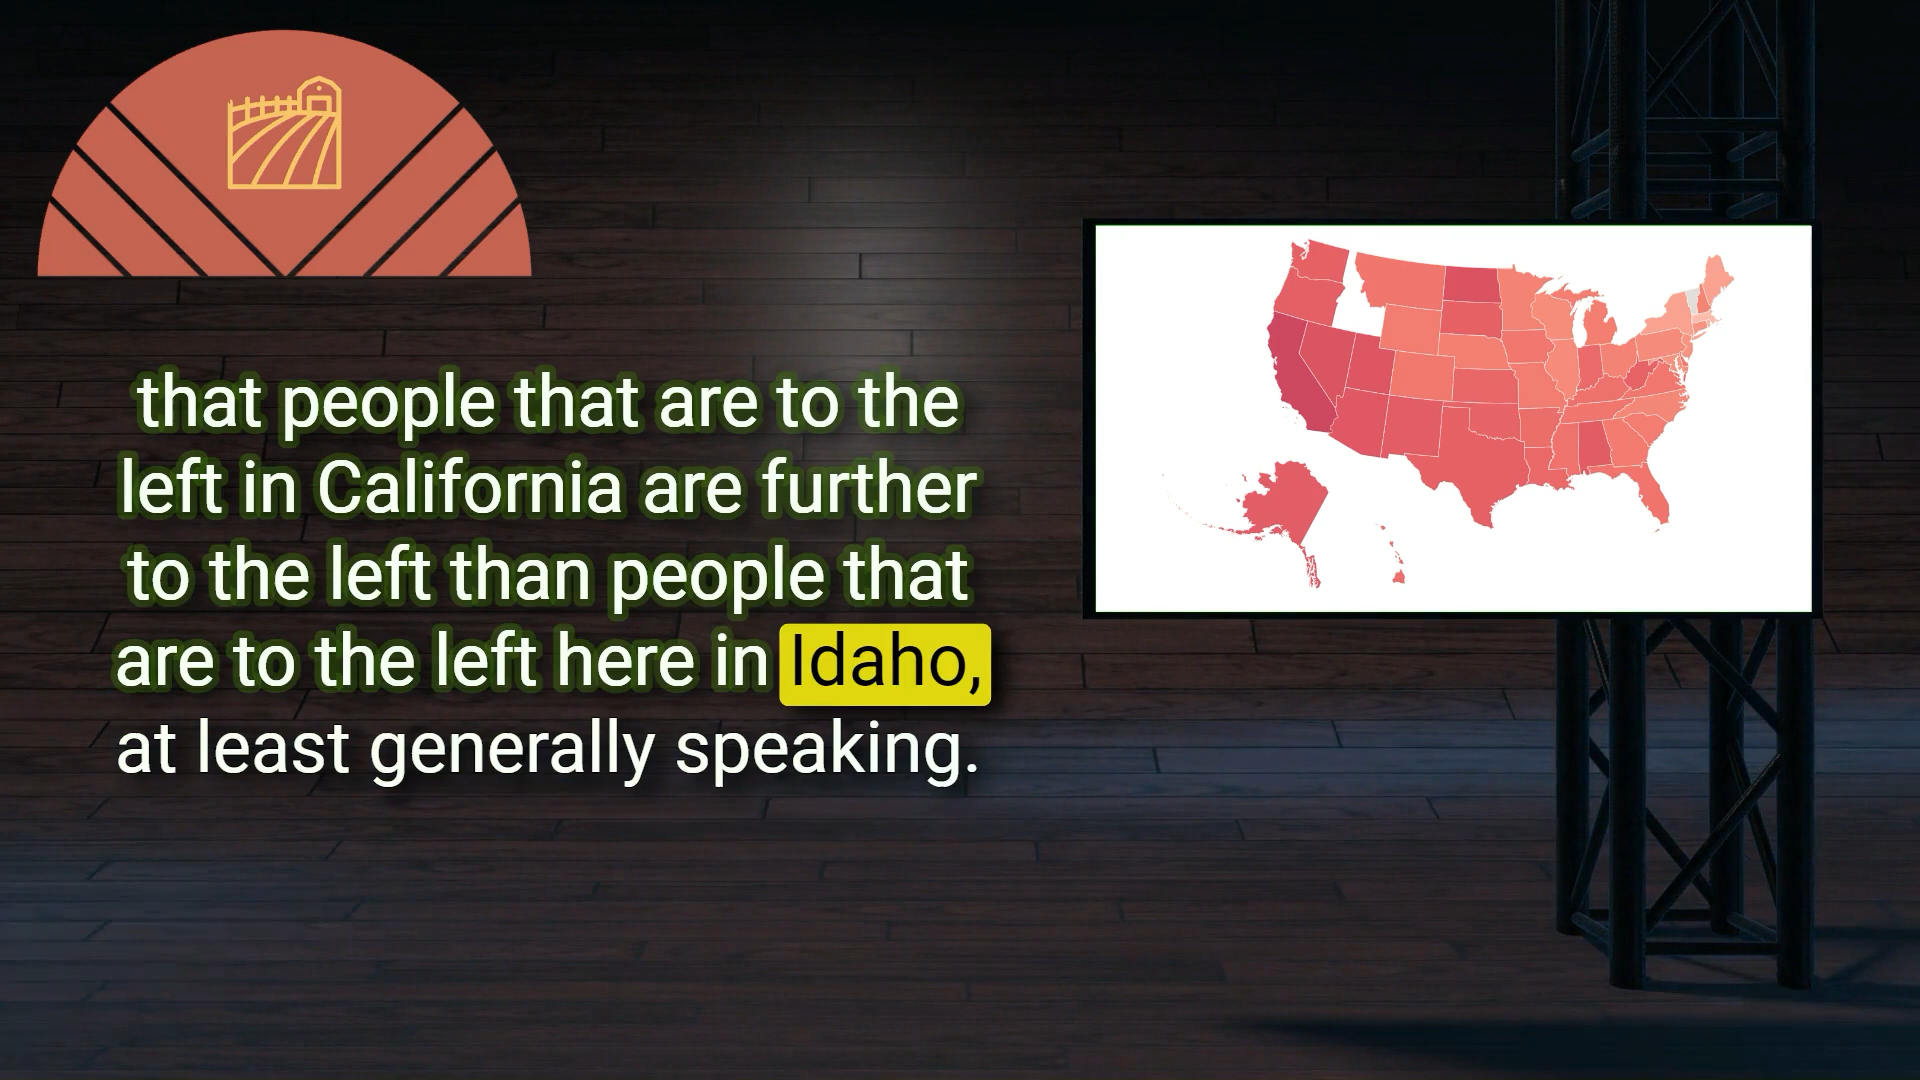 that people that are to the
left in California are further
to the left than people that
are to the left here in Idaho,
at least generally speaking.